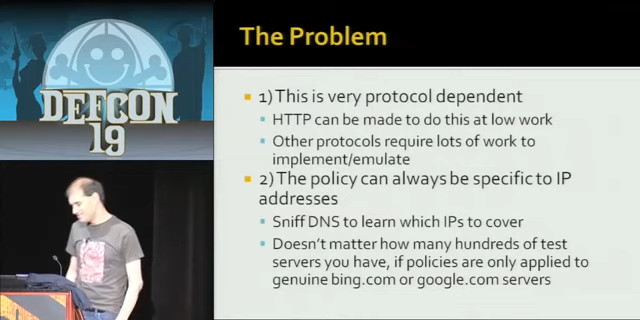 DEFCON
19
The Problem
1) This is very protocol dependent
HTTP can be made to do this at low work
Other protocols require lots of work to
implement/emulate
2) The policy can always be specific to IP
addresses
Sniff DNS to learn which IPs to cover
Doesn't matter how many hundreds of test
servers you have, if policies are only applied to
genuine bing.com or google.com servers